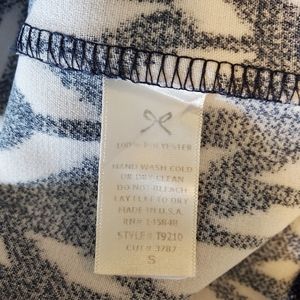 100% POLYESTER
HAND WASH COLD
OR DRY CLEAN
DO NOT BLEACH
LAY FLAT TO DRY
MADE IN U.S.A.
RN#
STYLE# T9210
CUT# 3787
S